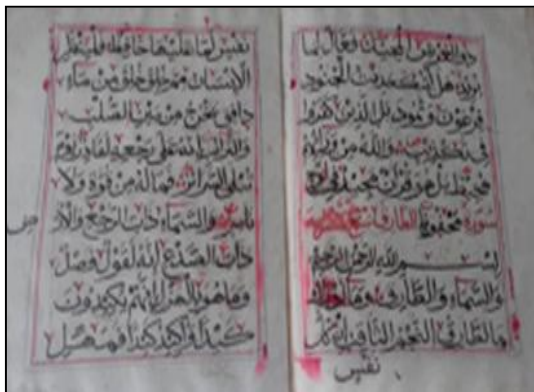 ذو العرش المجيد فعال لما
يريد هل اتيك حديث الجنود
فرعون وثمود بل الذين كفروا
فى تكذيب والله من ورائهم
محيط بل هو قران مجيد فى لوح
محفوظ سورة الطارق
بسم الله الرحمن الرحيم
والسماء والطارق وما ادريك
ما الطارق النجم الثاقب ان كل
نفس
نفس لما عليها حافظ فلينظر
الانسان مم خلق خلق من ماء
دافق يخرج من بين الصلب
والترائب انه على رجعه لقادر يوم
تبلى السرائر فما له من قوة ولا
ناصر والسماء ذات الرجع والارض
ذات الصدع انه لقول فصل
وما هو بالهزل انهم يكيدون
كيدا واكيد كيدا فمهل